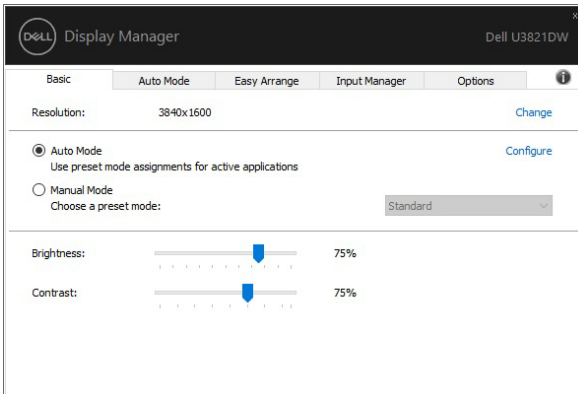 DELL Display Manager Dell U3821DW
Basic Auto Mode Easy Arrange Input Manager Options
Resolution: 3840x1600 Change
Auto Mode Configure
Use preset mode assignments for active applications
Manual Mode
Choose a preset mode: Standard
Brightness: 75%
Contrast: 75%